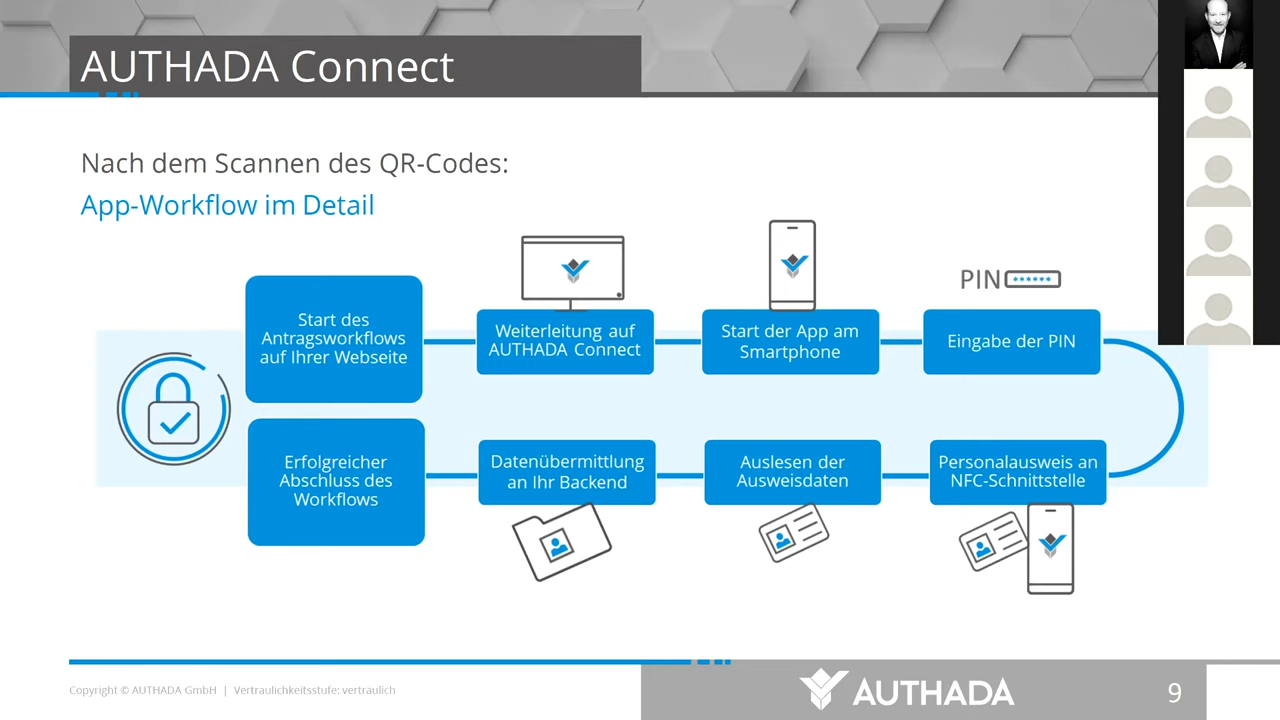 AUTHADA Connect
Nach dem Scannen des QR-Codes:
App-Workflow im Detail
Start des
Antragsworkflows
auf Ihrer Webseite
Weiterleitung auf
AUTHADA Connect
Start der App am
Smartphone
PIN ******
Eingabe der PIN
Personalausweis an
NFC-Schnittstelle
Auslesen der
Ausweisdaten
Datenübermittlung
an Ihr Backend
Erfolgreicher
Abschluss des
Workflows
Copyright © AUTHADA GmbH | Vertraulichkeitsstufe: vertraulich
AUTHADA
9